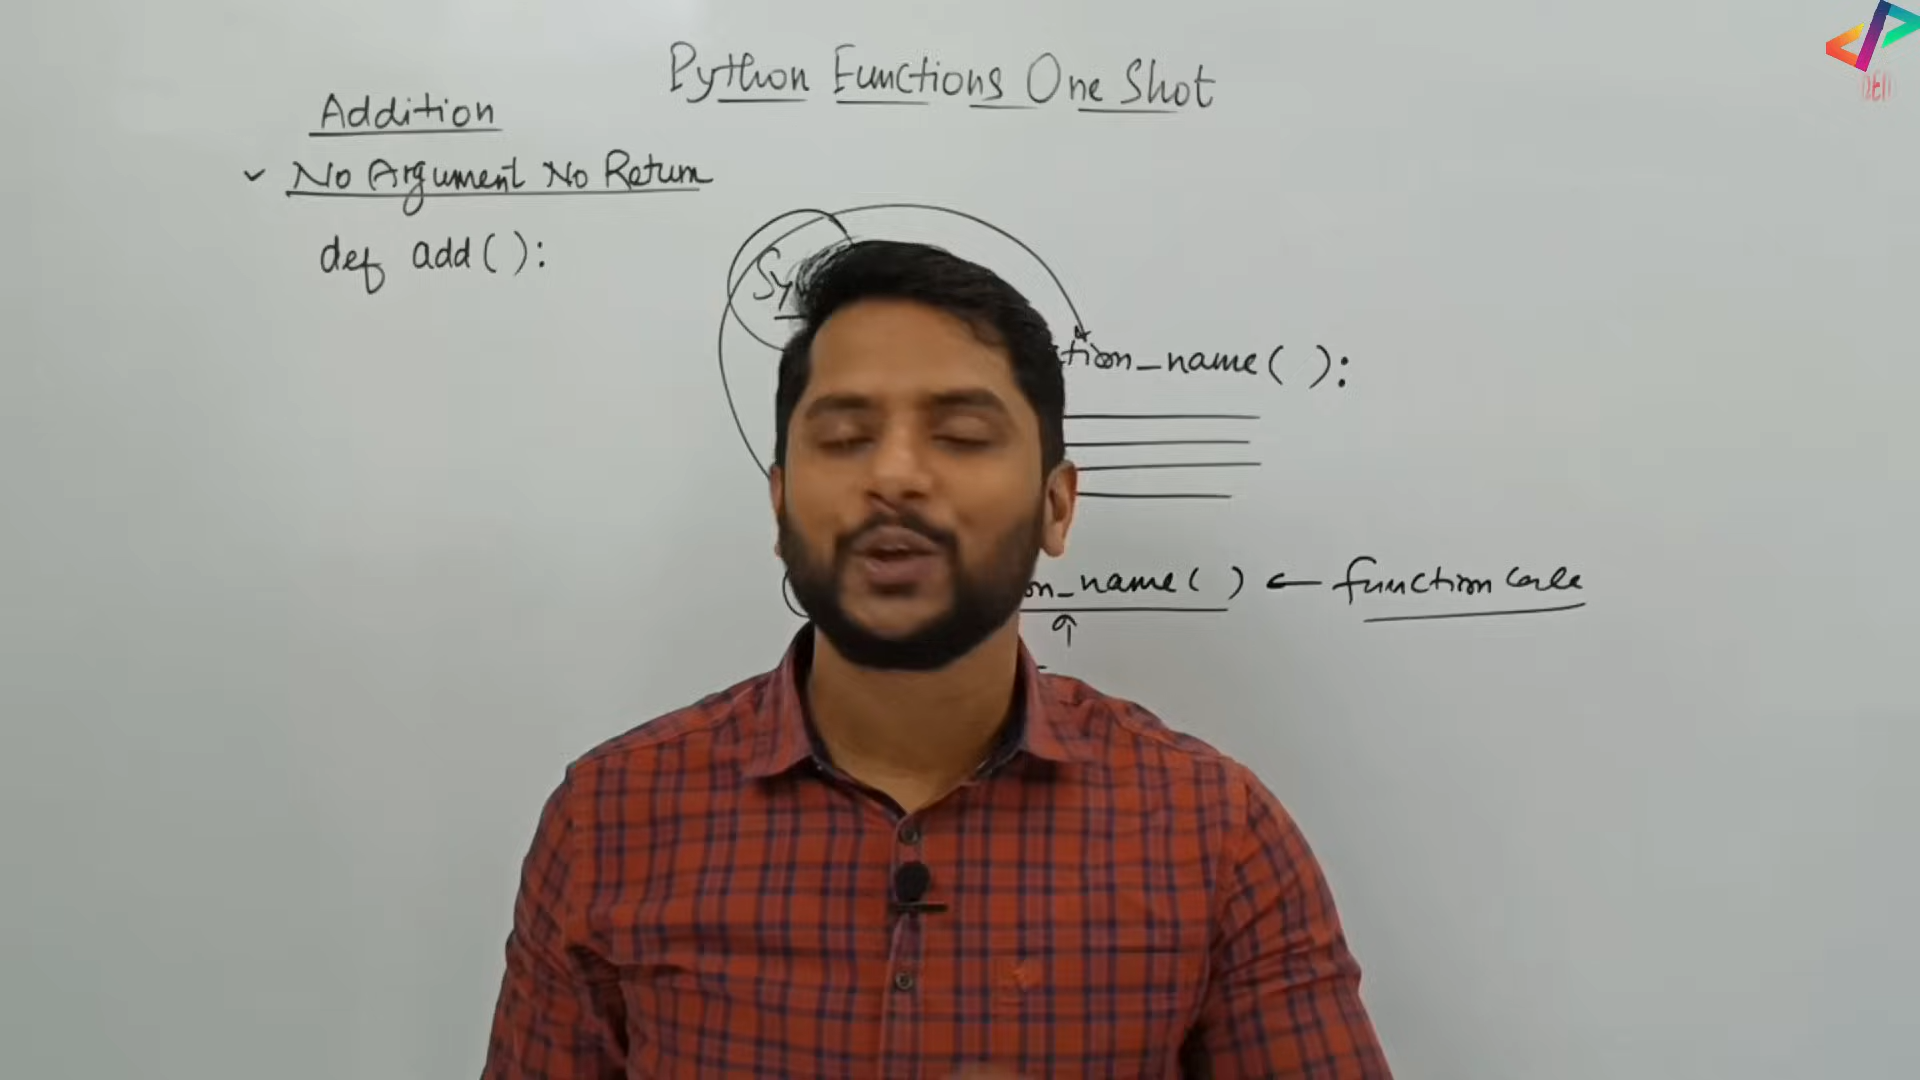 Python Functions One Shot
Addition
No Argument No Return
def add():
Sy
tion_name():
on_name() ← function call